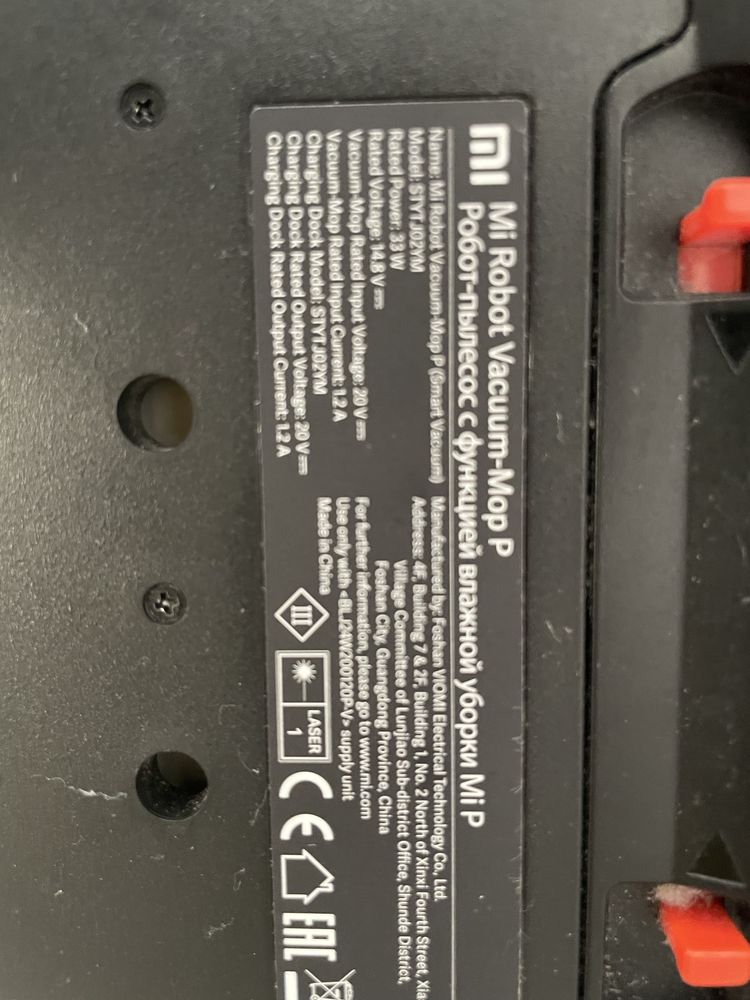 mi Mi Robot Vacuum-Mop P
Робот-пылесос с функцией влажной уборки Mi P
Name: Mi Robot Vacuum-Mop P (Smart Vacuum)
Model: STYTJ02YM
Rated Power: 33 W
Rated Voltage: 14.8 V⎓
Vacuum-Mop Rated Input Voltage: 20 V⎓
Vacuum-Mop Rated Input Current: 1.2 A
Charging Dock Model: STYTJ02YM
Charging Dock Rated Output Voltage: 20 V⎓
Charging Dock Rated Output Current: 1.2 A
Manufactured by: Foshan VIOMI Electrical Technology Co., Ltd.
Address: 4F, Building 7 & 2F, Building 1, No. 2 North of Xinxi Fourth Street, Xia
Village Committee of Lunjiao Sub-district Office, Shunde District,
Foshan City, Guangdong Province, China
For further information, please go to www.mi.com
Use only with <BLJ24W200120P-V> supply unit
Made in China
III
LASER
1
CE
EAC